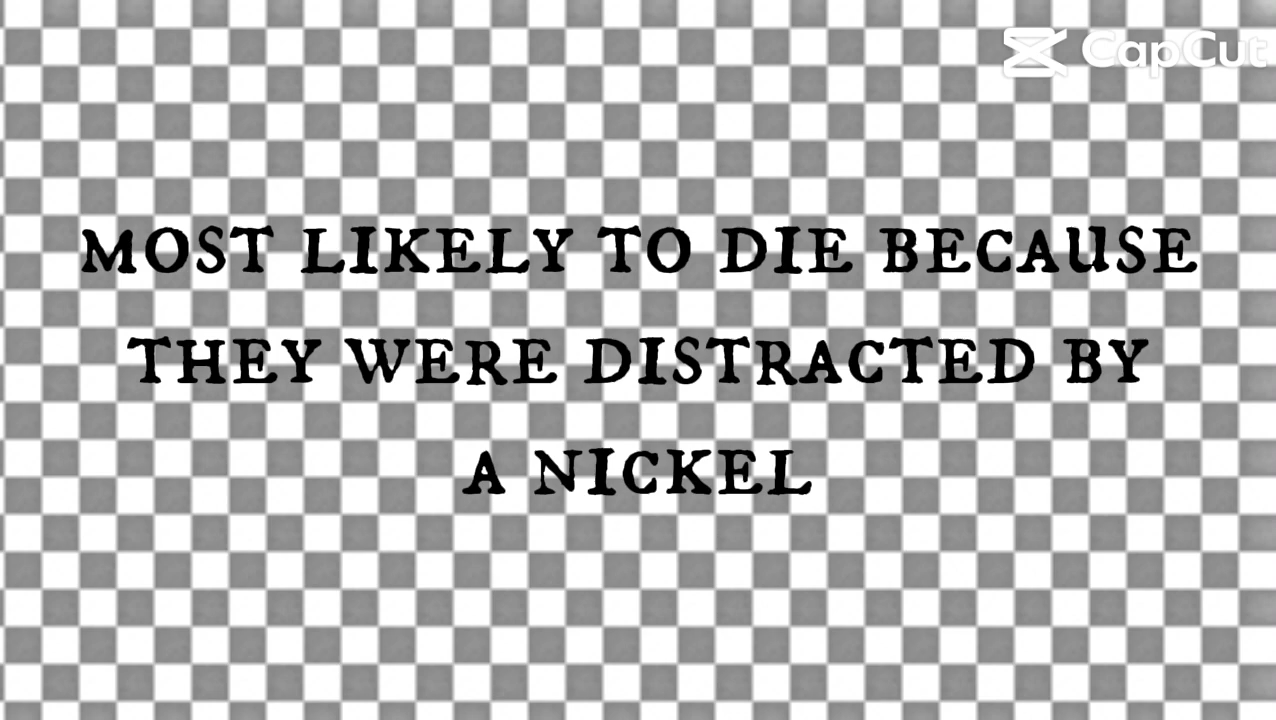 CapCut
MOST LIKELY TO DIE BECAUSE
THEY WERE DISTRACTED BY
A NICKEL